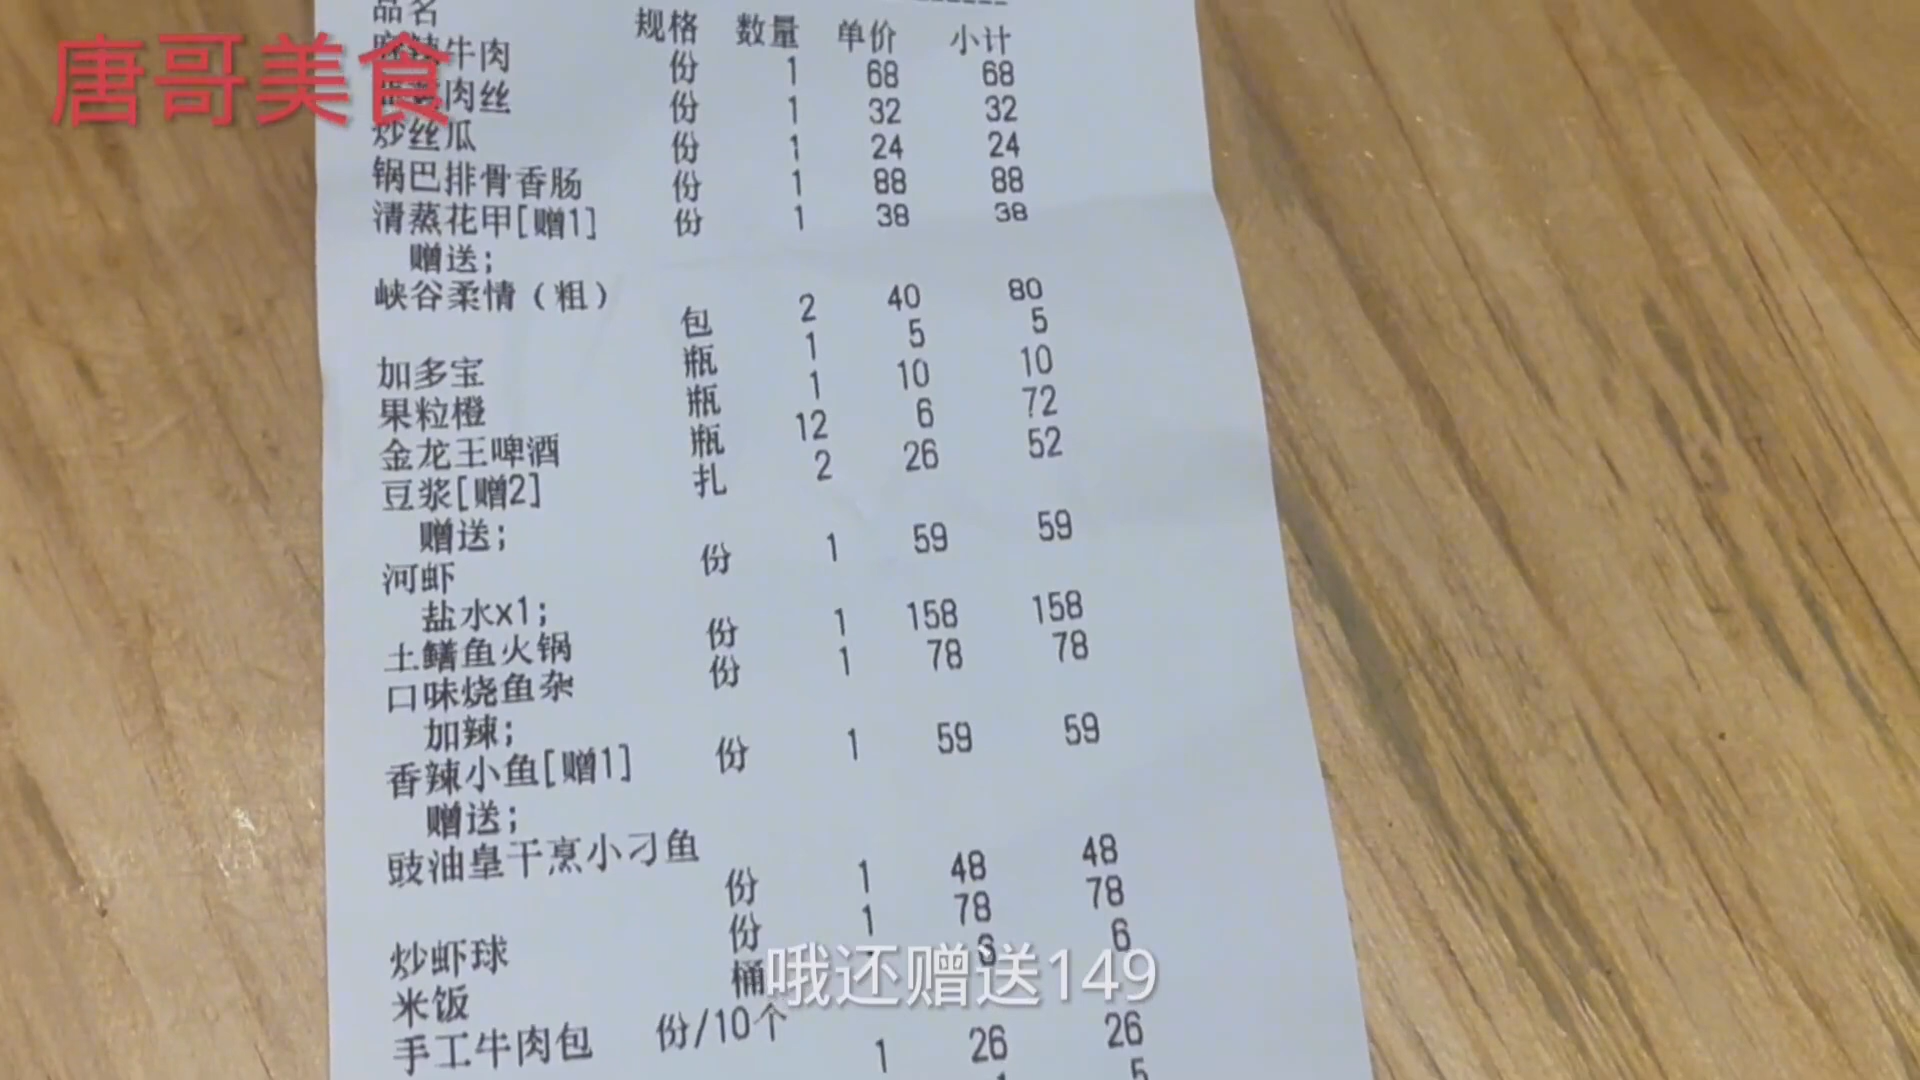 唐哥美食
品名 规格 数量 单价 小计
牛肉 份 1 68 68
肉丝 份 1 32 32
炒丝瓜 份 1 24 24
锅巴排骨香肠 份 1 88 88
清蒸花甲[赠1] 份 1 38 38
赠送;
峡谷柔情(粗)
包 2 40 80
加多宝 瓶 1 5 5
果粒橙 瓶 1 10 10
金龙王啤酒 瓶 12 6 72
豆浆[赠2] 扎 2 26 52
赠送;
河虾 份 1 59 59
盐水x1;
土鳝鱼火锅 份 1 158 158
口味烧鱼杂 份 1 78 78
加辣;
香辣小鱼[赠1] 份 1 59 59
赠送;
豉油皇干烹小刁鱼
份 1 48 48
炒虾球 份 1 78 78
米饭 桶 6
手工牛肉包 份/10个 1 26 26
5
哦还赠送149